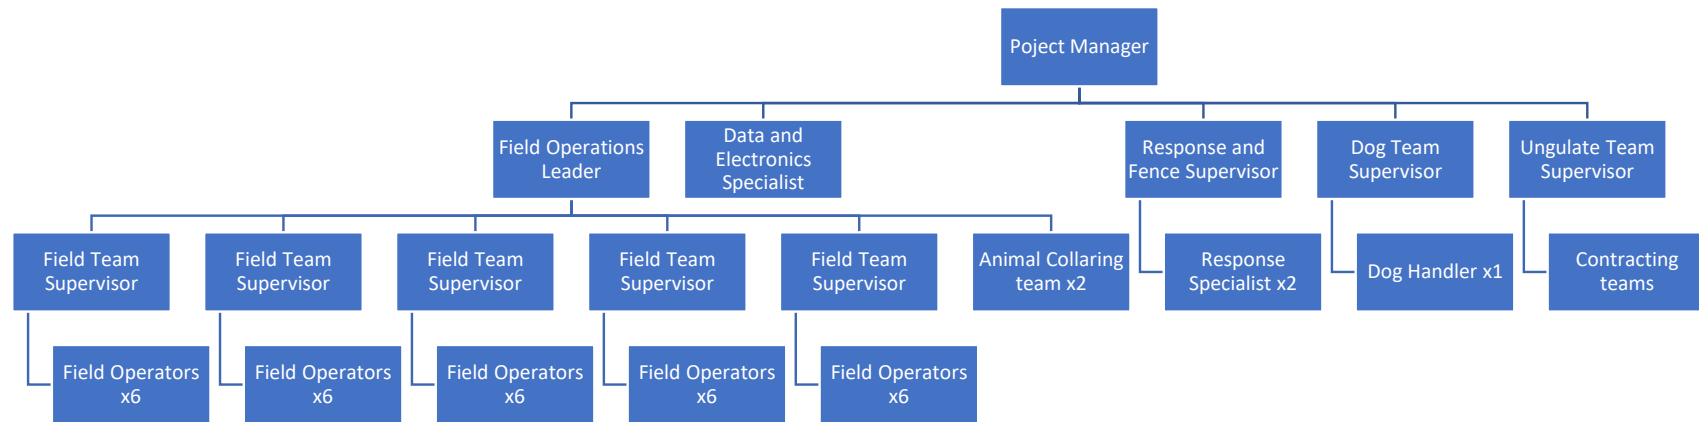 Poject Manager
Field Operations
Leader
Data and
Electronics
Specialist
Response and
Fence Supervisor
Dog Team
Supervisor
Ungulate Team
Supervisor
Field Team
Supervisor
Field Team
Supervisor
Field Team
Supervisor
Field Team
Supervisor
Field Team
Supervisor
Animal Collaring
team x2
Response
Specialist x2
Dog Handler x1
Contracting
teams
Field Operators
x6
Field Operators
x6
Field Operators
x6
Field Operators
x6
Field Operators
x6